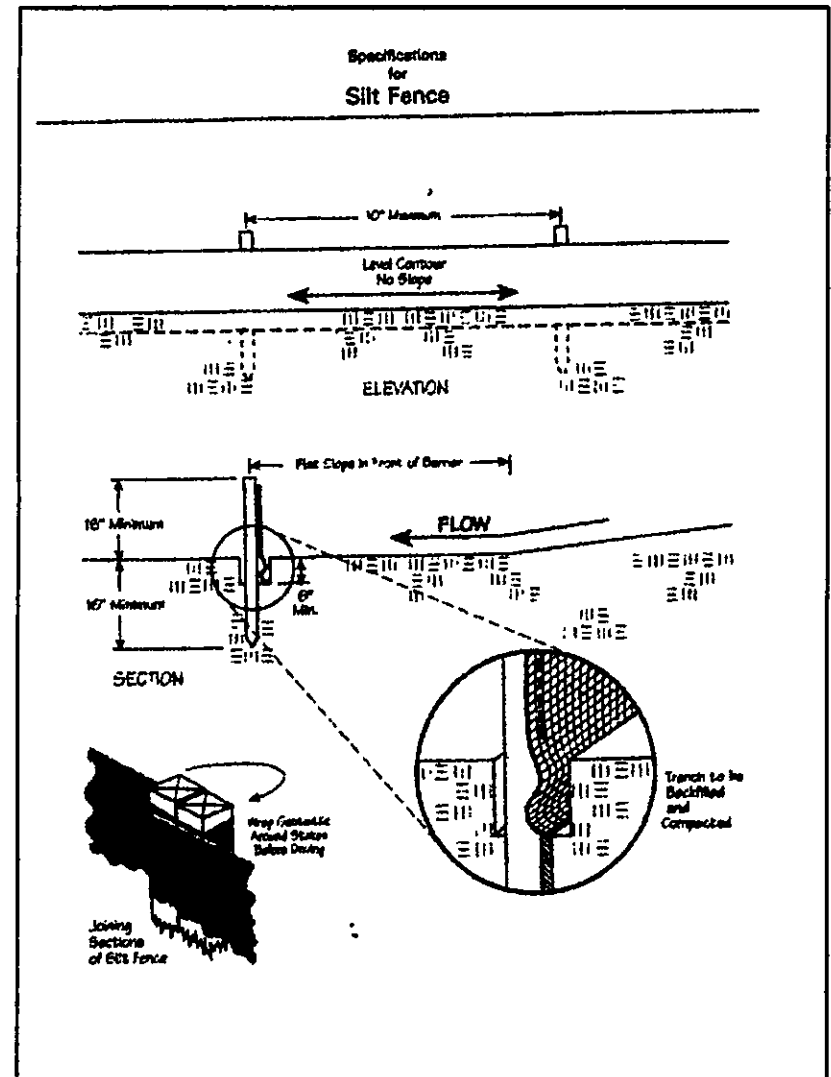 Specifications
for
Silt Fence
10" Minimum
Level Contour
No Slope
ELEVATION
Flat Slope in Front of Barrier
16" Minimum
FLOW
16" Minimum
6"
Min.
SECTION
Wrap Geotextile
Around Stakes
Before Driving
Trench to be
Backfilled
and
Compacted
Joining
Sections
of Silt Fence